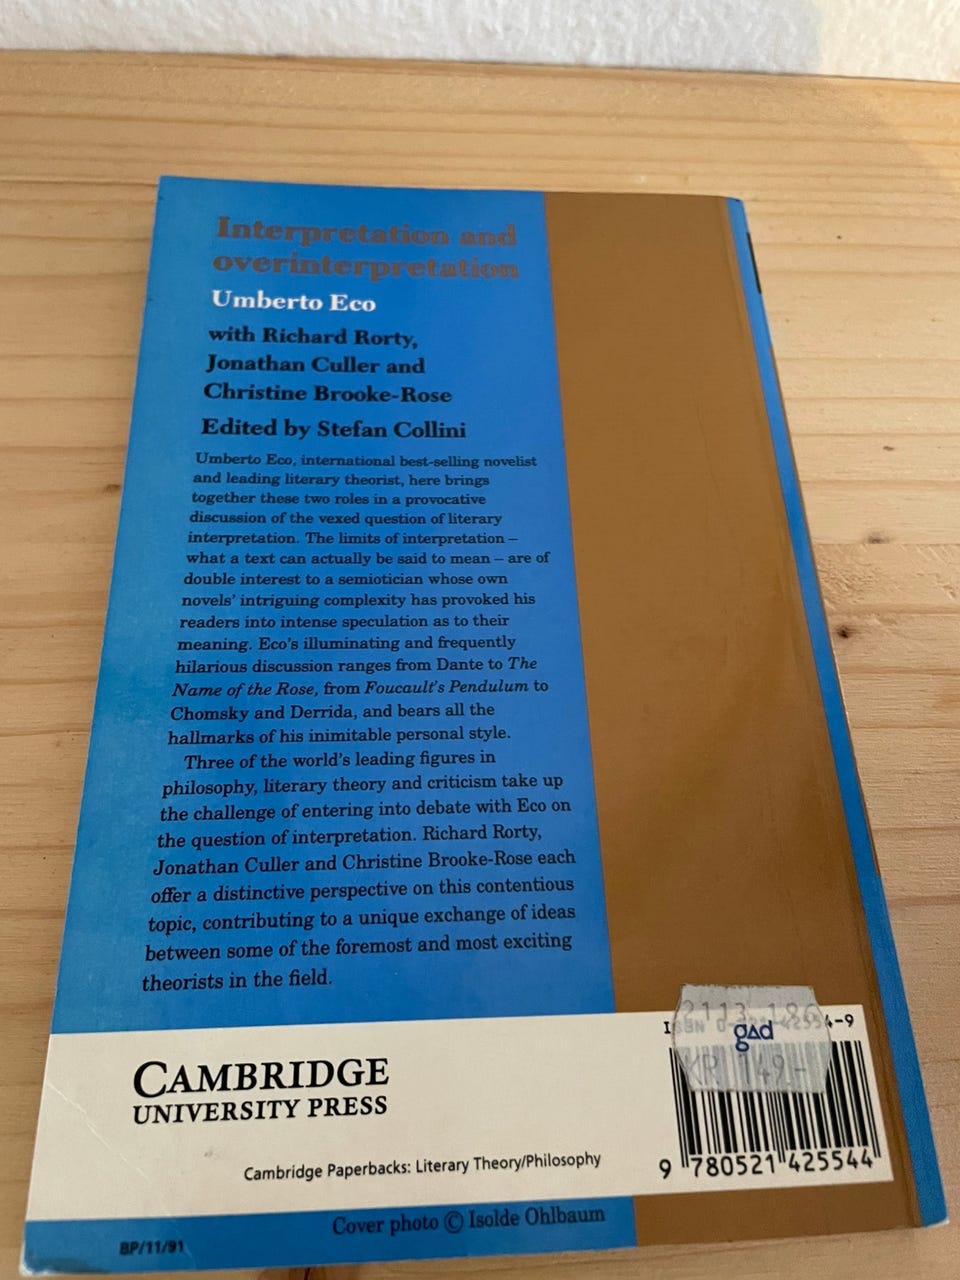 Interpretation and
overinterpretation
Umberto Eco
with Richard Rorty,
Jonathan Culler and
Christine Brooke-Rose
Edited by Stefan Collini
Umberto Eco, international best-selling novelist
and leading literary theorist, here brings
together these two roles in a provocative
discussion of the vexed question of literary
interpretation. The limits of interpretation –
what a text can actually be said to mean – are of
double interest to a semiotician whose own
novels' intriguing complexity has provoked his
readers into intense speculation as to their
meaning. Eco's illuminating and frequently
hilarious discussion ranges from Dante to The
Name of the Rose, from Foucault's Pendulum to
Chomsky and Derrida, and bears all the
hallmarks of his inimitable personal style.
Three of the world's leading figures in
philosophy, literary theory and criticism take up
the challenge of entering into debate with Eco on
the question of interpretation. Richard Rorty,
Jonathan Culler and Christine Brooke-Rose each
offer a distinctive perspective on this contentious
topic, contributing to a unique exchange of ideas
between some of the foremost and most exciting
theorists in the field.
CAMBRIDGE
UNIVERSITY PRESS
Cambridge Paperbacks: Literary Theory/Philosophy
2113 186
ISBN
gad
KR 149.-
9 780521 425544
Cover photo © Isolde Ohlbaum
BP/11/91